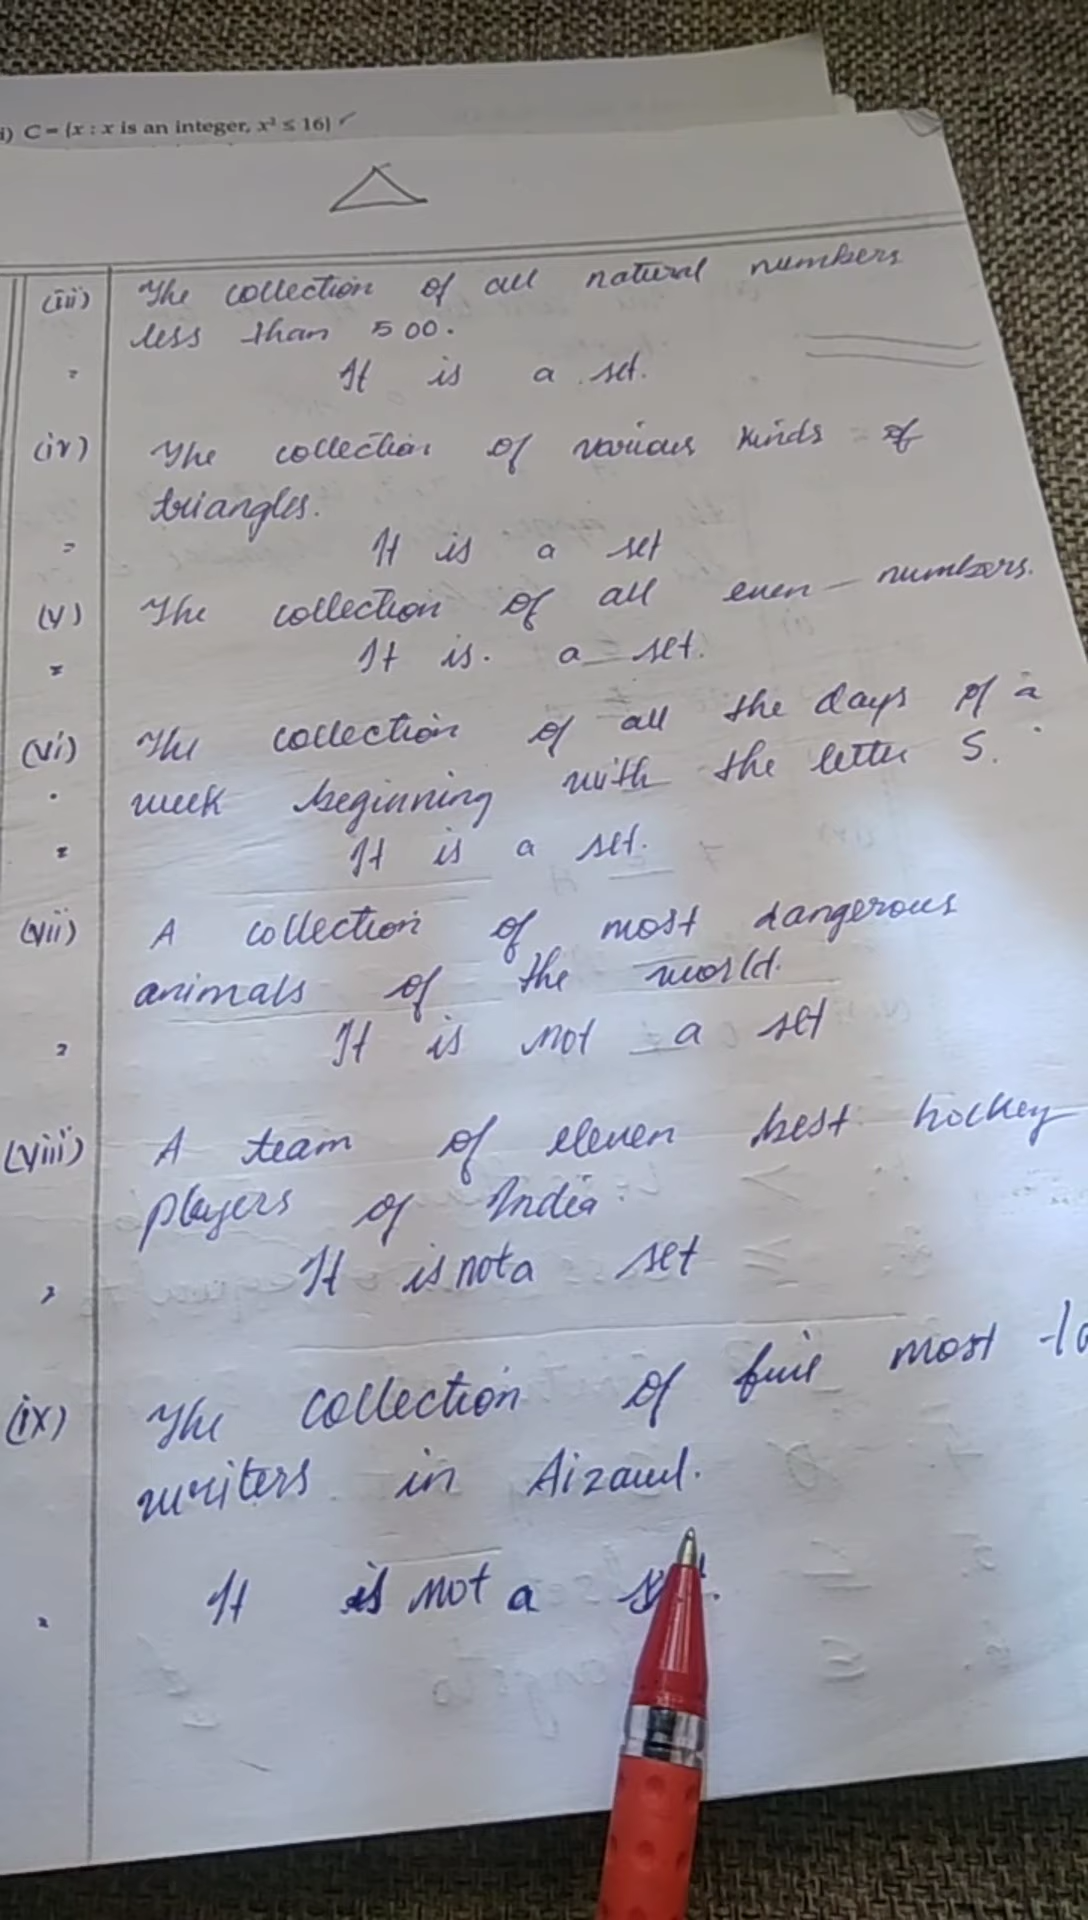 i) C = {x : x is an integer, x² ≤ 16}
(iii) The collection of all natural numbers
less than 500.
It is a set.
(iv) The collection of various kinds of
triangles.
It is a set
(v) The collection of all even numbers.
It is a set.
(vi) The collection of all the days of a
week beginning with the letter S.
It is a set.
(vii) A collection of most dangerous
animals of the world.
It is not a set
(viii) A team of eleven best hockey
players of India
It is not a set
(ix) The collection of five most
writers in Aizawl.
It is not a